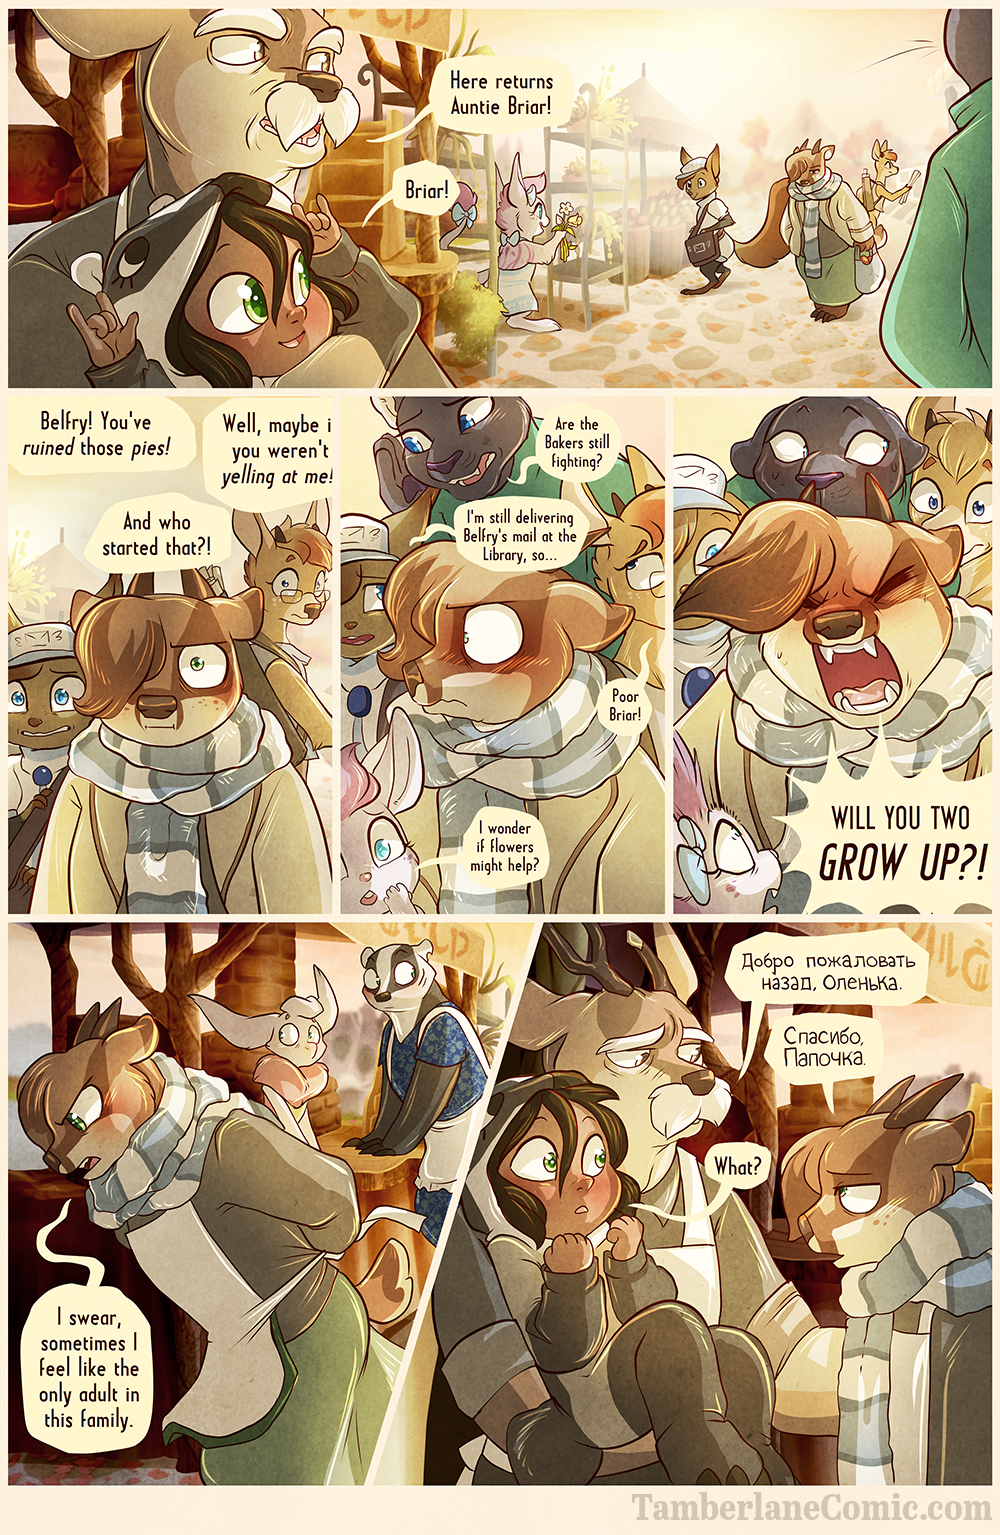 Here returns
Auntie Briar!
Briar!
Belfry! You've
ruined those pies!
Well, maybe i
you weren't
yelling at me!
And who
started that?!
Are the
Bakers still
fighting?
I'm still delivering
Belfry's mail at the
Library, so...
Poor
Briar!
I wonder
if flowers
might help?
WILL YOU TWO
GROW UP?!
I swear,
sometimes I
feel like the
only adult in
this family.
Добро пожаловать
назад, Оленька.
Спасибо,
Папочка.
What?
TamberlaneComic.com